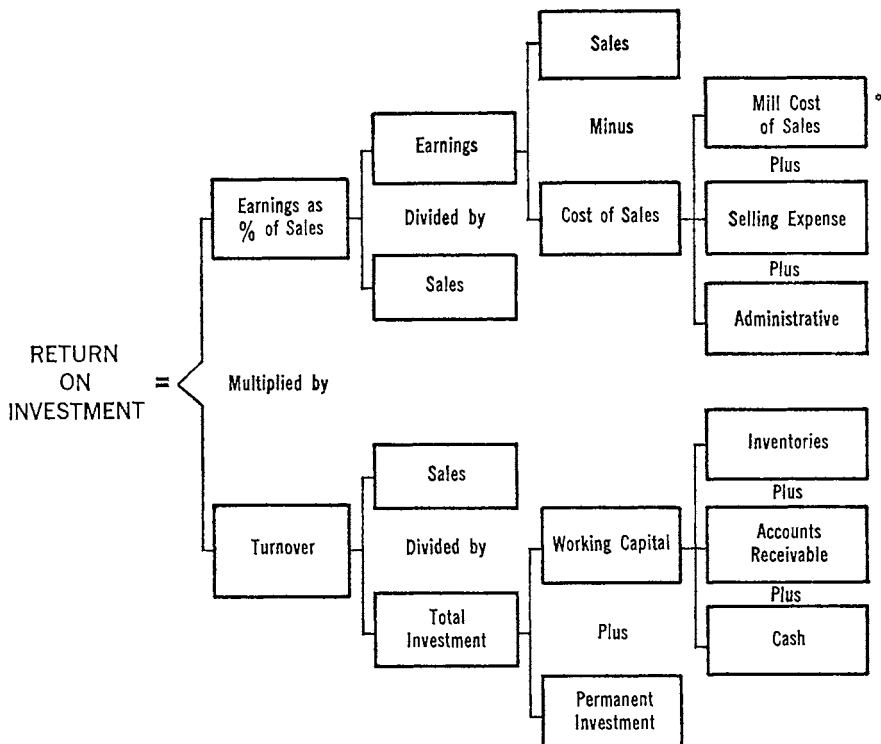 Sales
Mill Cost
of Sales
*
Minus
Earnings
Plus
Earnings as
% of Sales
Divided by
Cost of Sales
Selling Expense
Plus
Sales
Administrative
RETURN
ON
INVESTMENT
=
Multiplied by
Inventories
Sales
Plus
Turnover
Divided by
Working Capital
Accounts
Receivable
Plus
Total
Investment
Plus
Cash
Permanent
Investment